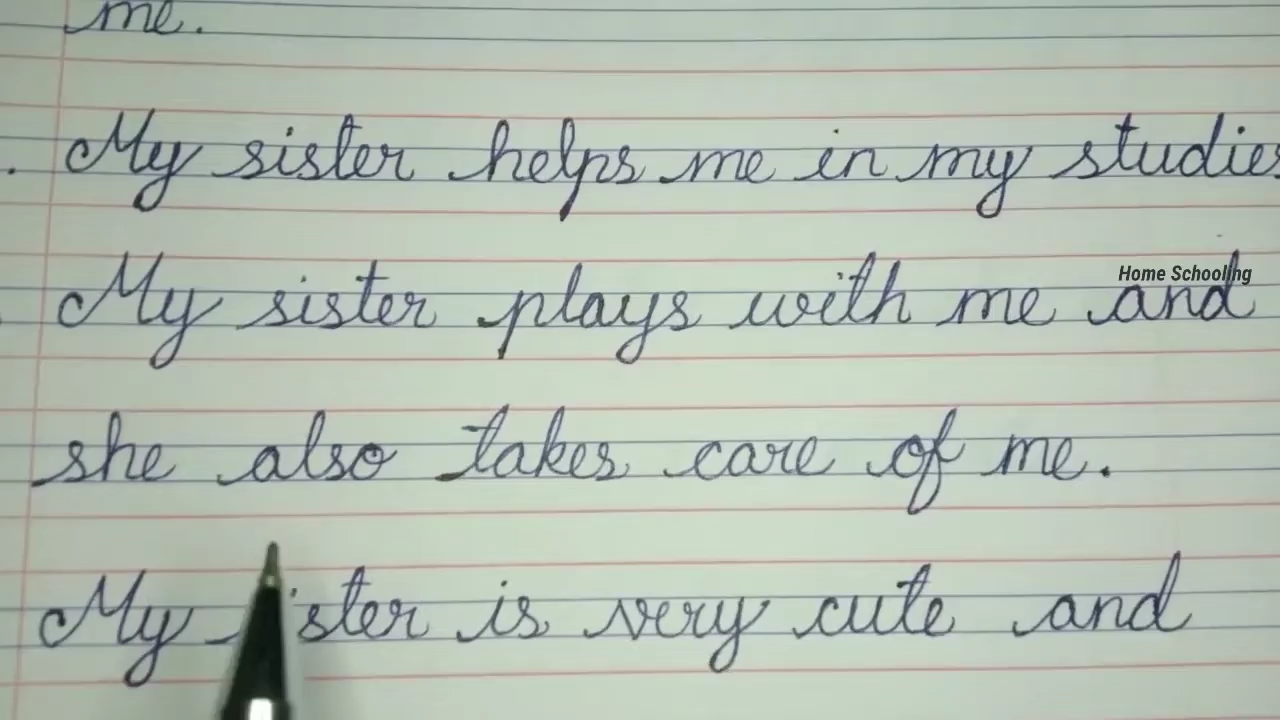 me.
. My sister helps me in my studies
My sister plays with me and
Home Schooling
she also takes care of me.
My sister is very cute and